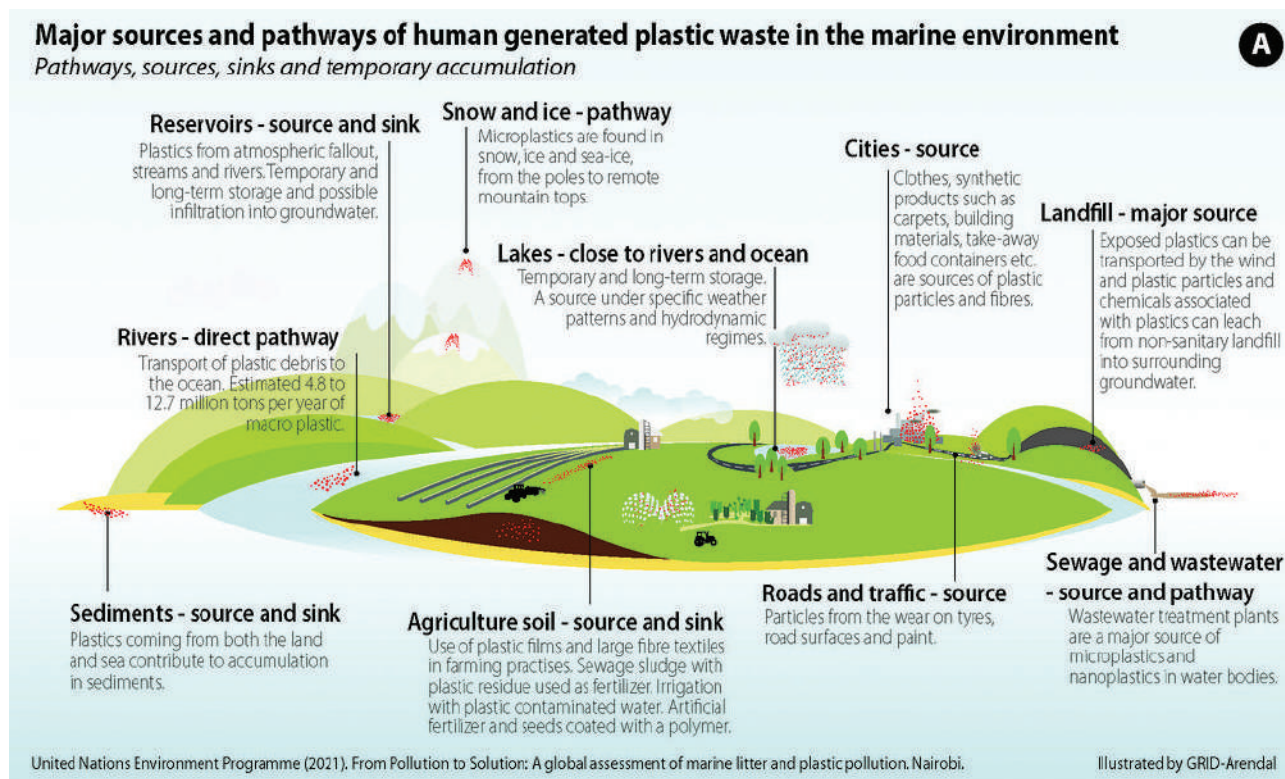 Major sources and pathways of human generated plastic waste in the marine environment
A
Pathways, sources, sinks and temporary accumulation
Reservoirs - source and sink
Plastics from atmospheric fallout,
streams and rivers. Temporary and
long-term storage and possible
infiltration into groundwater.
Snow and ice - pathway
Microplastics are found in
snow, ice and sea-ice,
from the poles to remote
mountain tops.
Cities - source
Clothes, synthetic
products such as
carpets, building
materials, take-away
food containers etc.
are sources of plastic
particles and fibres.
Landfill - major source
Exposed plastics can be
transported by the wind
and plastic particles and
chemicals associated
with plastics can leach
from non-sanitary landfill
into surrounding
groundwater.
Lakes - close to rivers and ocean
Temporary and long-term storage.
A source under specific weather
patterns and hydrodynamic
regimes.
Rivers - direct pathway
Transport of plastic debris to
the ocean. Estimated 4.8 to
12.7 million tons per year of
macro plastic.
Sediments - source and sink
Plastics coming from both the land
and sea contribute to accumulation
in sediments.
Agriculture soil - source and sink
Use of plastic films and large fibre textiles
in farming practises. Sewage sludge with
plastic residue used as fertilizer. Irrigation
with plastic contaminated water. Artificial
fertilizer and seeds coated with a polymer.
Roads and traffic - source
Particles from the wear on tyres,
road surfaces and paint.
Sewage and wastewater
- source and pathway
Wastewater treatment plants
are a major source of
microplastics and
nanoplastics in water bodies.
United Nations Environment Programme (2021). From Pollution to Solution: A global assessment of marine litter and plastic pollution. Nairobi.
Illustrated by GRID-Arendal